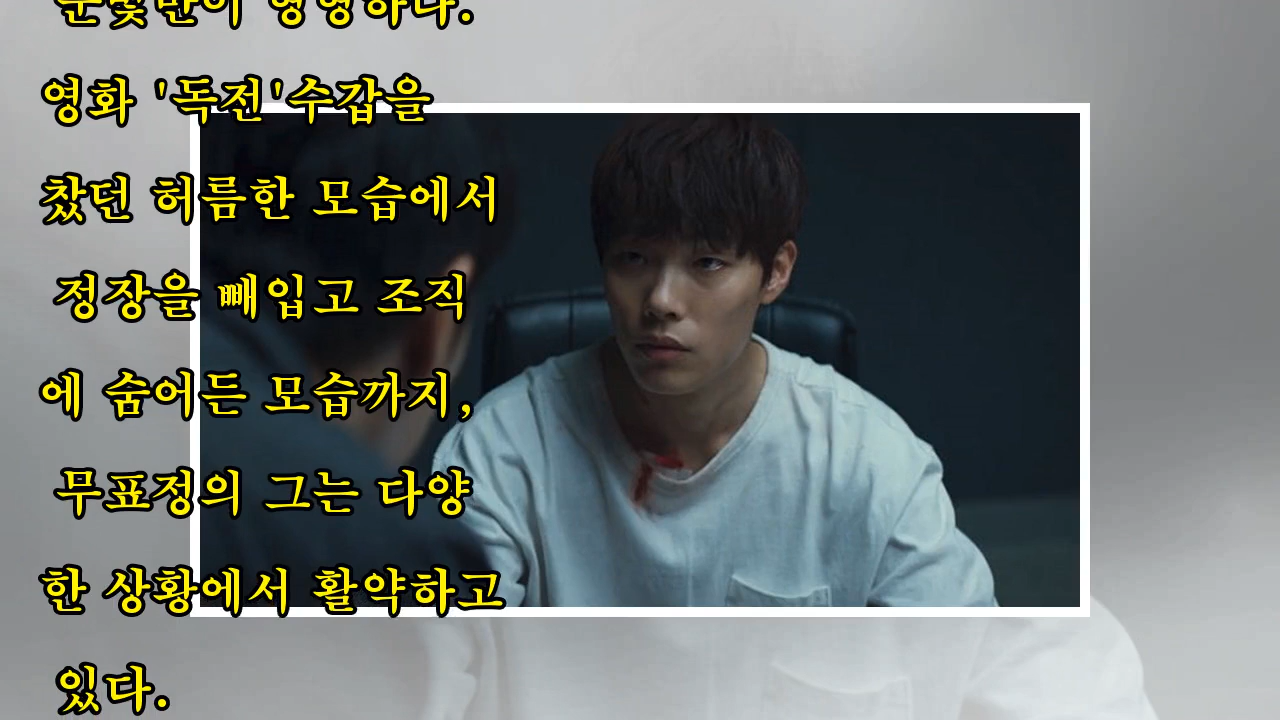 영화 '독전'수갑을
찼던 허름한 모습에서
정장을 빼입고 조직
에 숨어든 모습까지,
무표정의 그는 다양
한 상황에서 활약하고
있다.